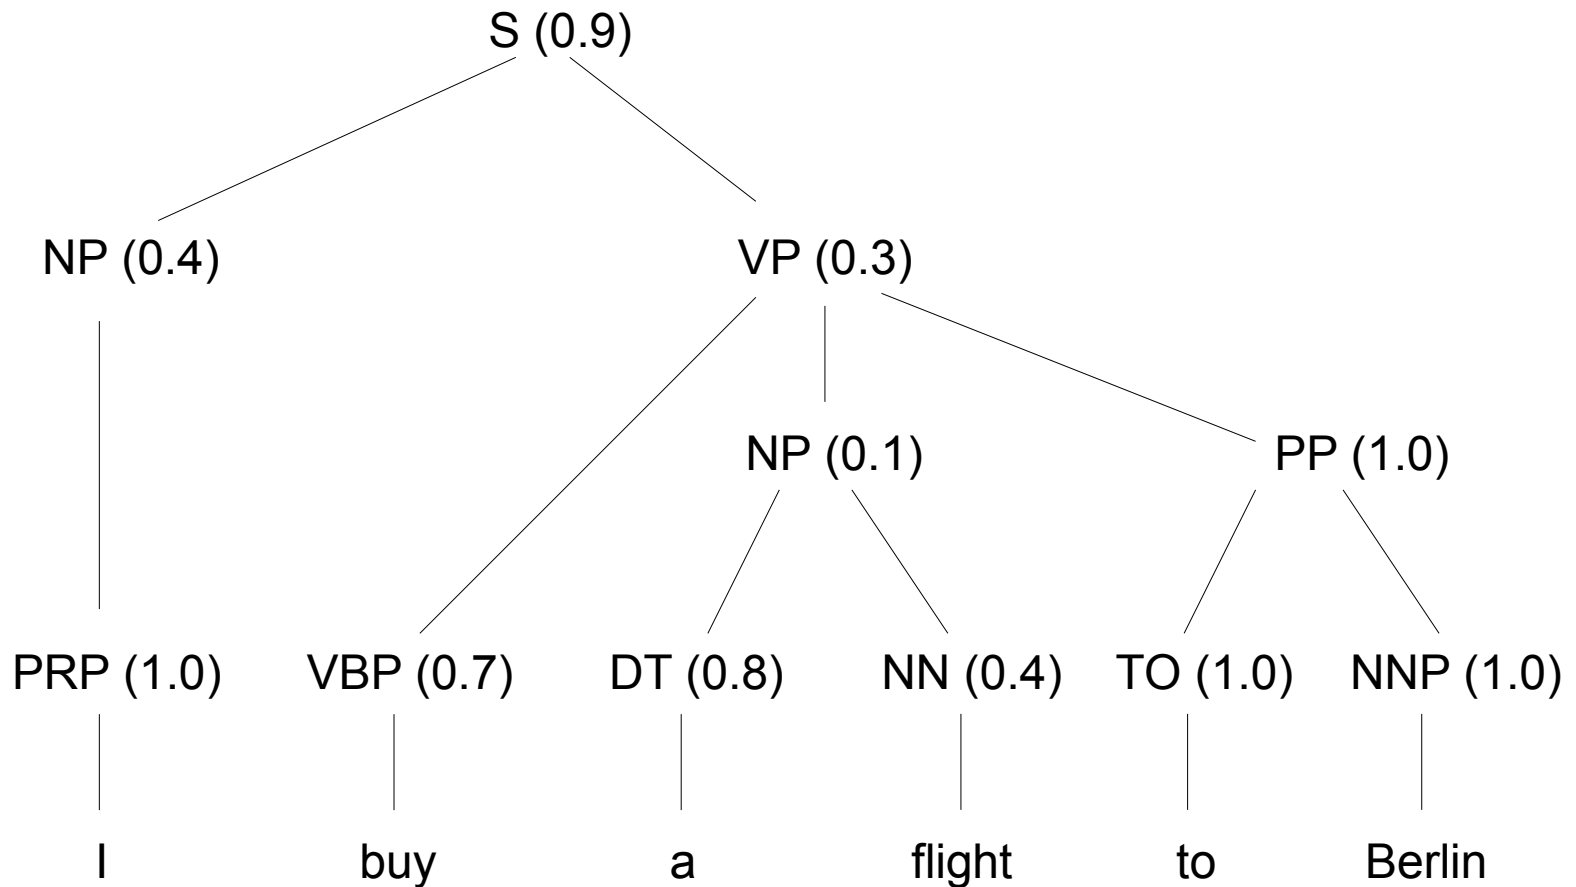 S (0.9)
NP (0.4) VP (0.3)
NP (0.1) PP (1.0)
PRP (1.0) VBP (0.7) DT (0.8) NN (0.4) TO (1.0) NNP (1.0)
I buy a flight to Berlin